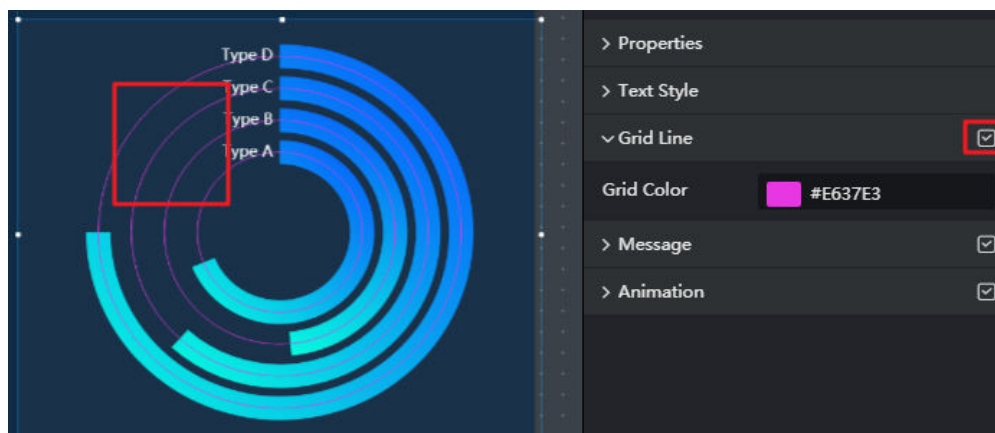 Type D
Type C
Type B
Type A
Properties
Text Style
Grid Line
Grid Color
#E637E3
Message
Animation